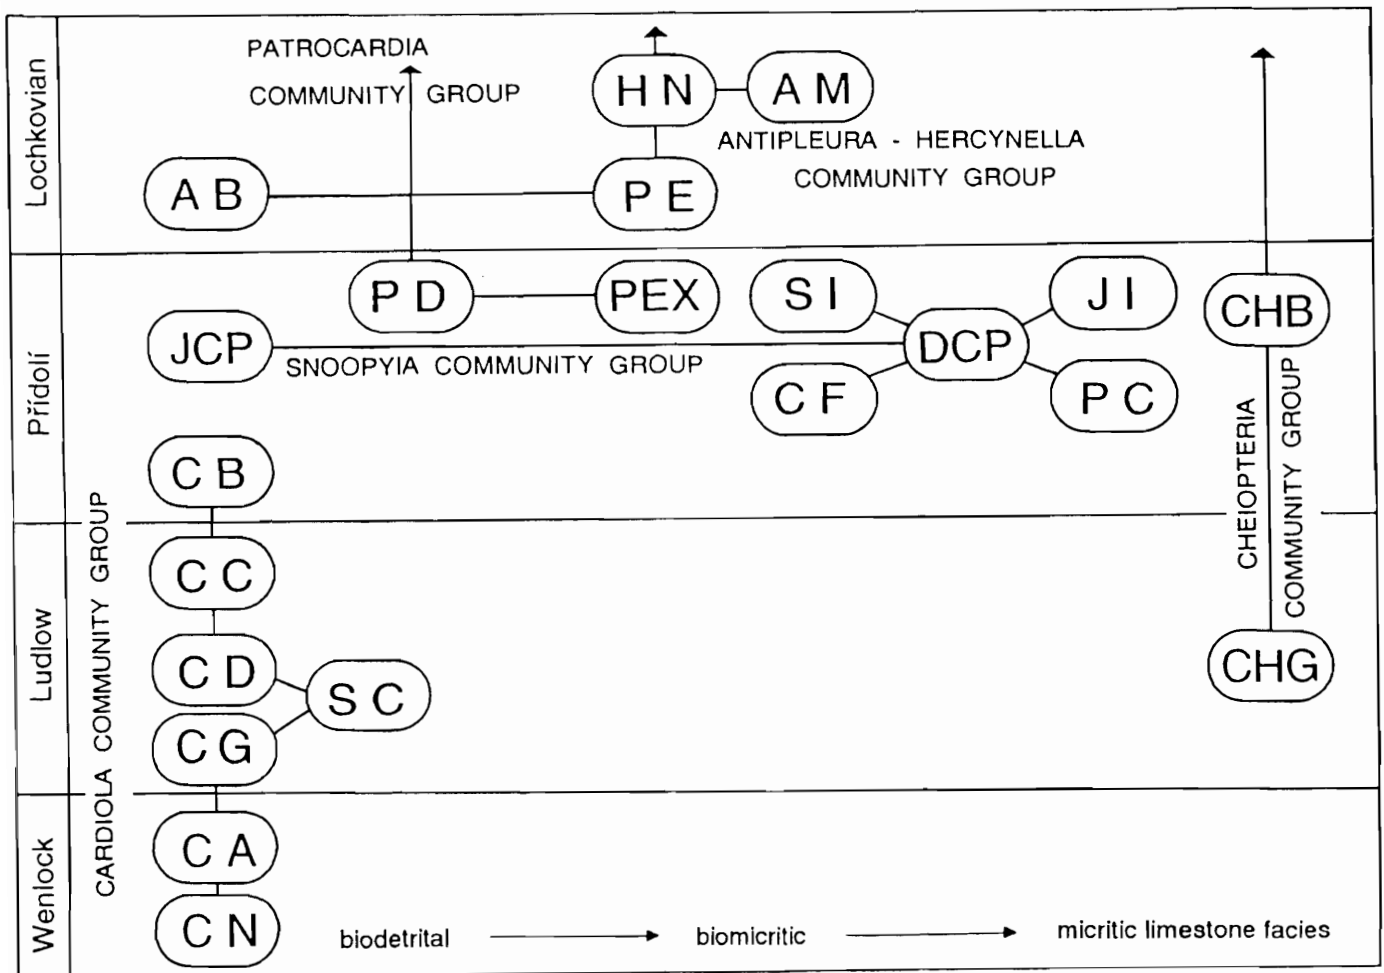 Lochkovian
PATROCARDIA
COMMUNITY GROUP
H N
A M
ANTIPLEURA - HERCYNELLA
COMMUNITY GROUP
A B
P E
Přídolí
P D
PEX
S I
J I
CHB
JCP
SNOOPYIA COMMUNITY GROUP
DCP
C F
P C
CHEIOPTERIA
COMMUNITY GROUP
C B
CARDIOLA COMMUNITY GROUP
Ludlow
C C
C D
S C
C G
CHG
Wenlock
C A
C N
biodetrital
biomicritic
micritic limestone facies